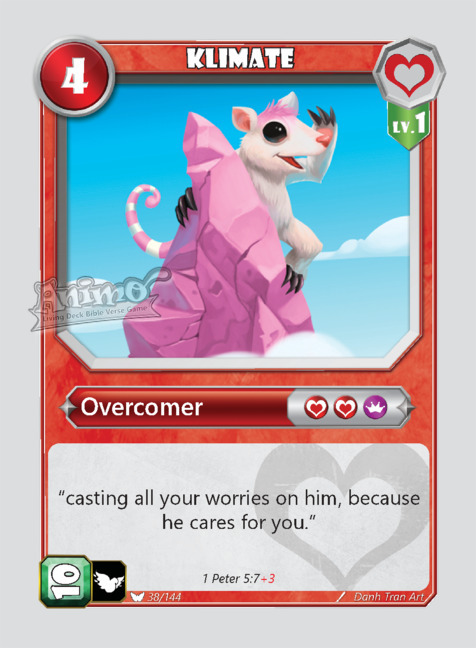 KLIMATE
4
LV.1
Animo
Living Deck Bible Verse Game
Overcomer
“casting all your worries on him, because
he cares for you.”
1 Peter 5:7+3
10
38/144
Danh Tran Art